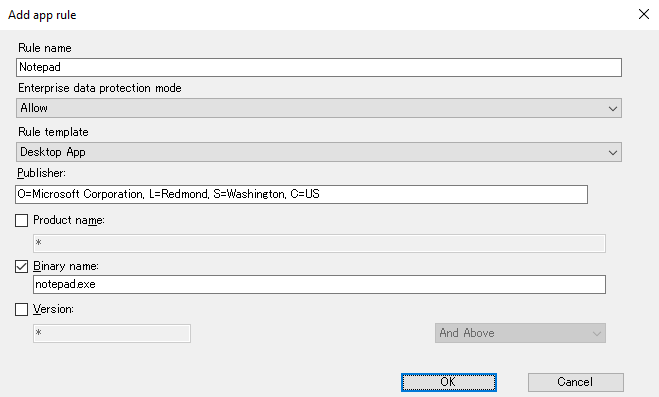 Add app rule
Rule name
Notepad
Enterprise data protection mode
Allow
Rule template
Desktop App
Publisher:
O=Microsoft Corporation, L=Redmond, S=Washington, C=US
Product name:
*
Binary name:
notepad.exe
Version:
* And Above
OK Cancel